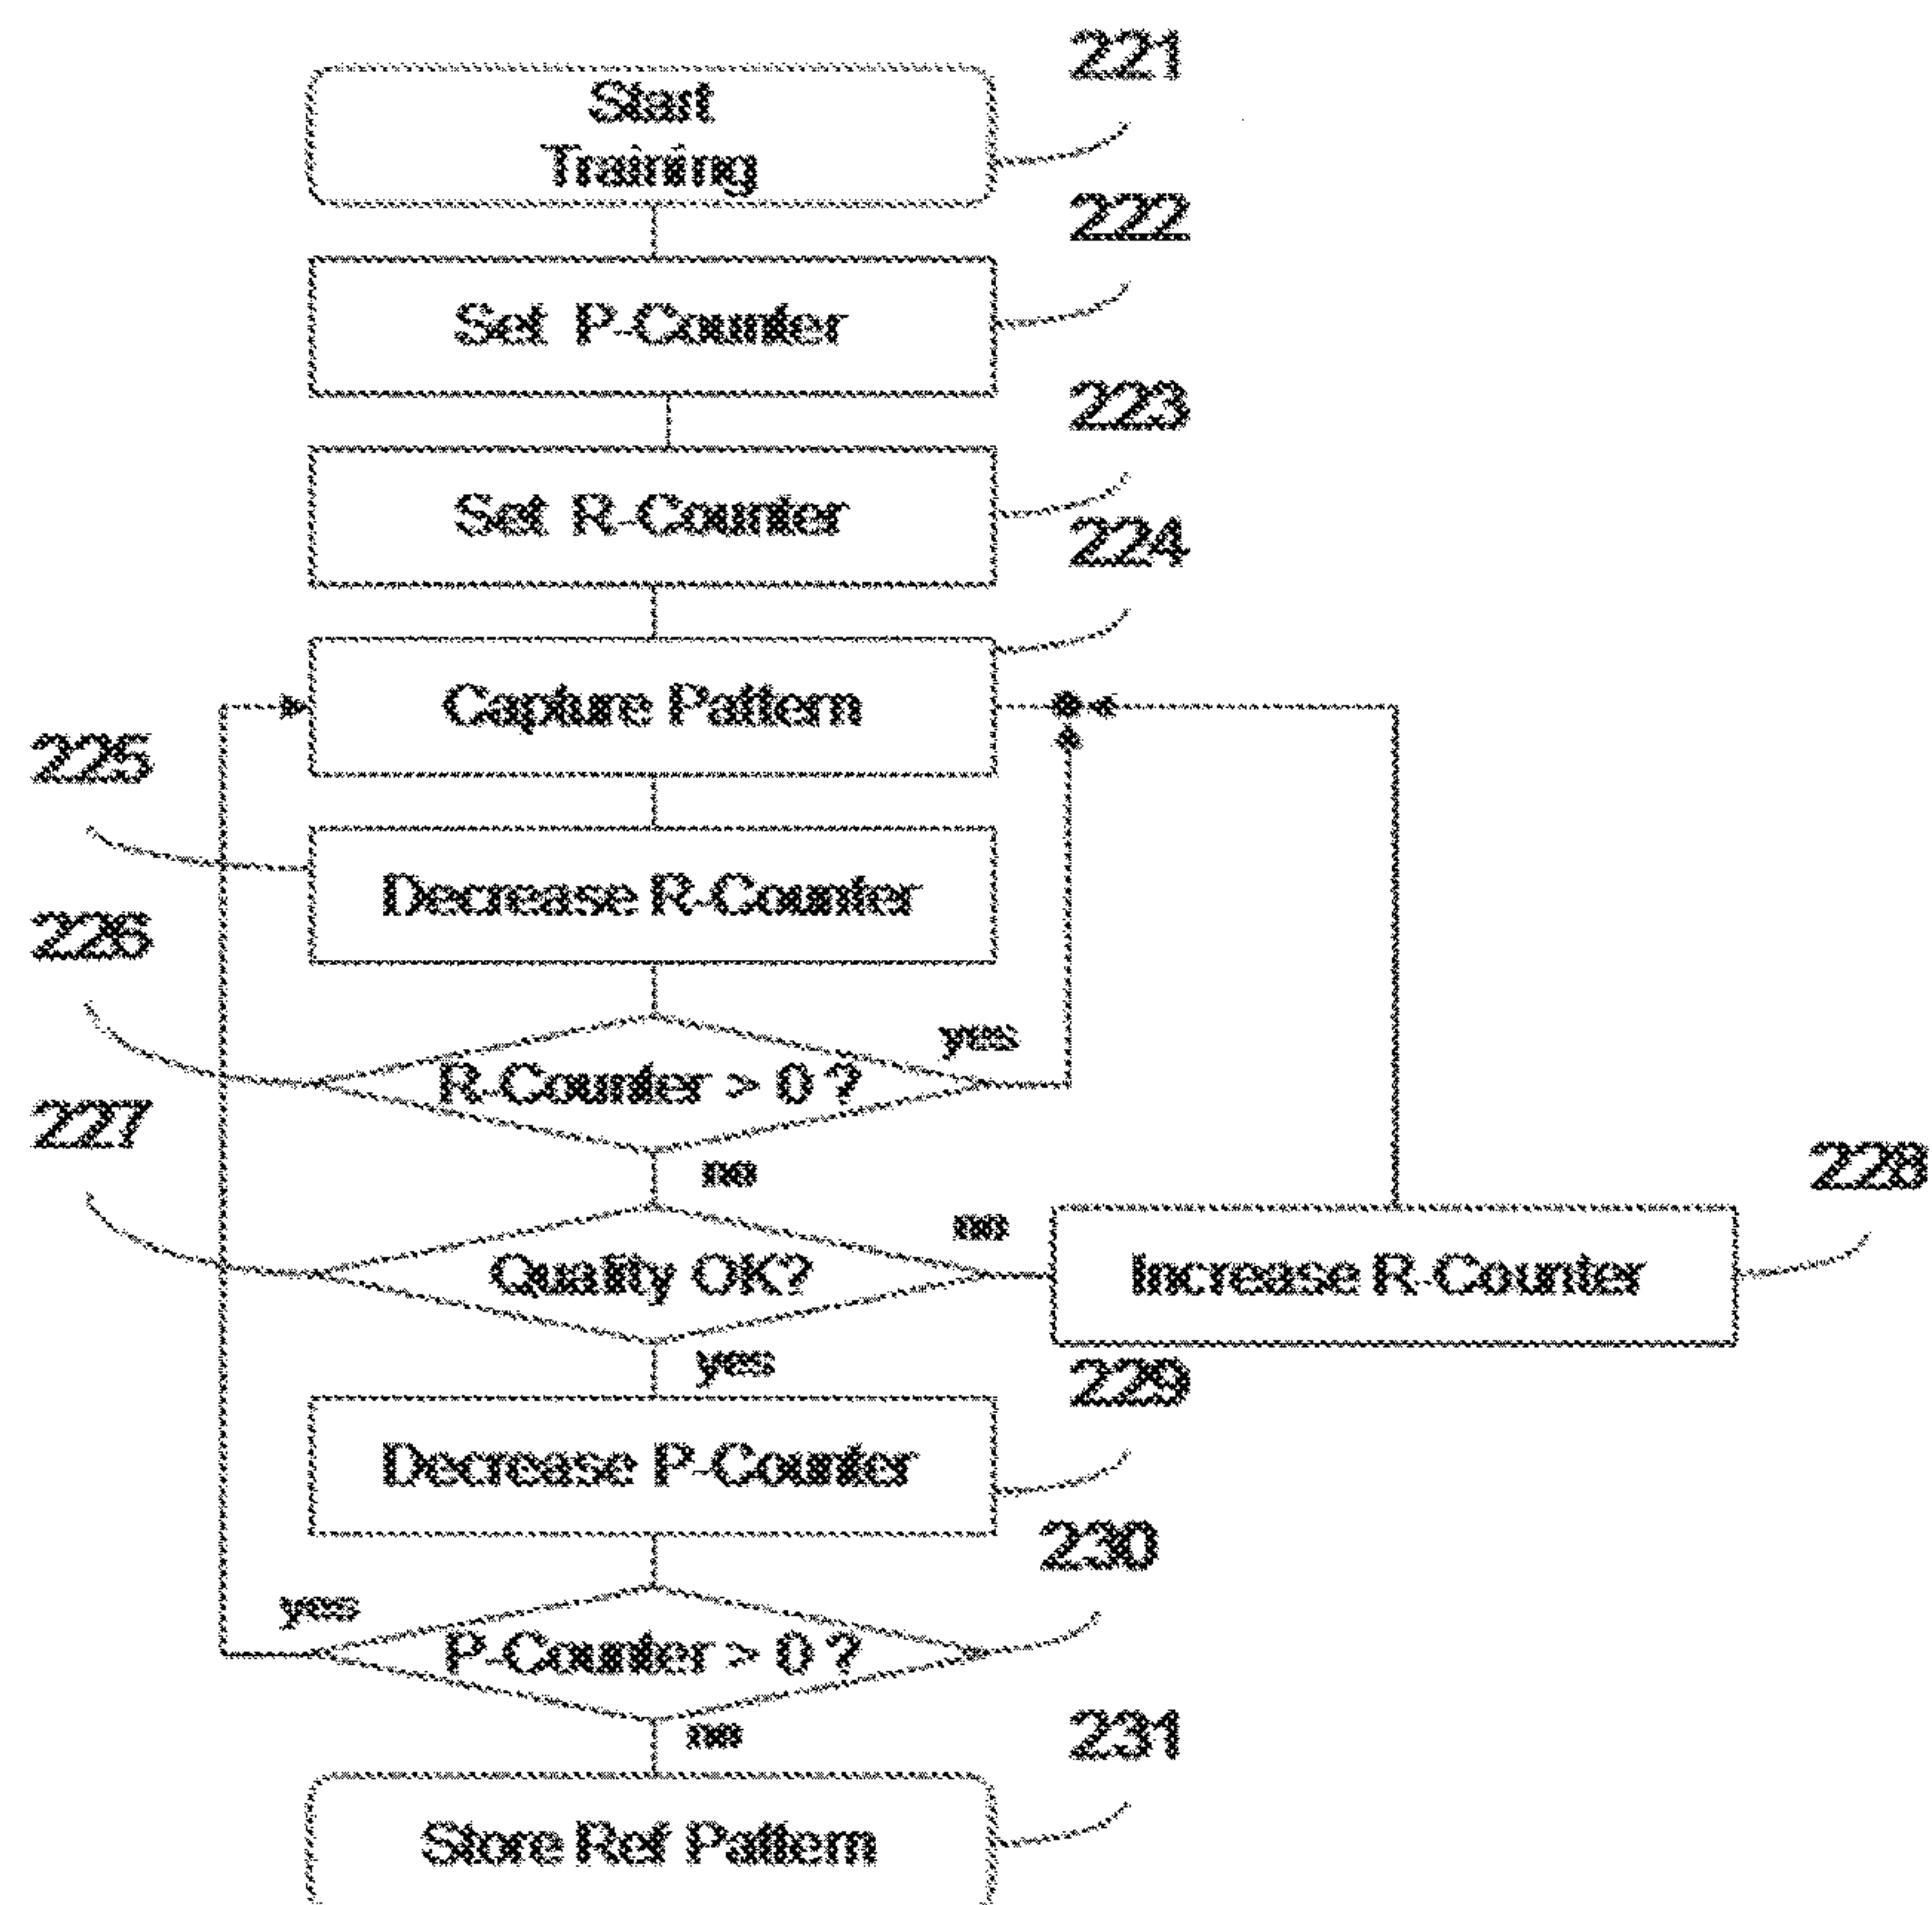 221
Start
Training
222
Set P-Counter
223
Set R-Counter
224
Capture Pattern
225
Decrease R-Counter
226
yes
R-Counter > 0 ?
227
no
228
no
Quality OK?
Increase R-Counter
yes
229
Decrease P-Counter
230
yes
P-Counter > 0 ?
no
231
Store Ref Pattern